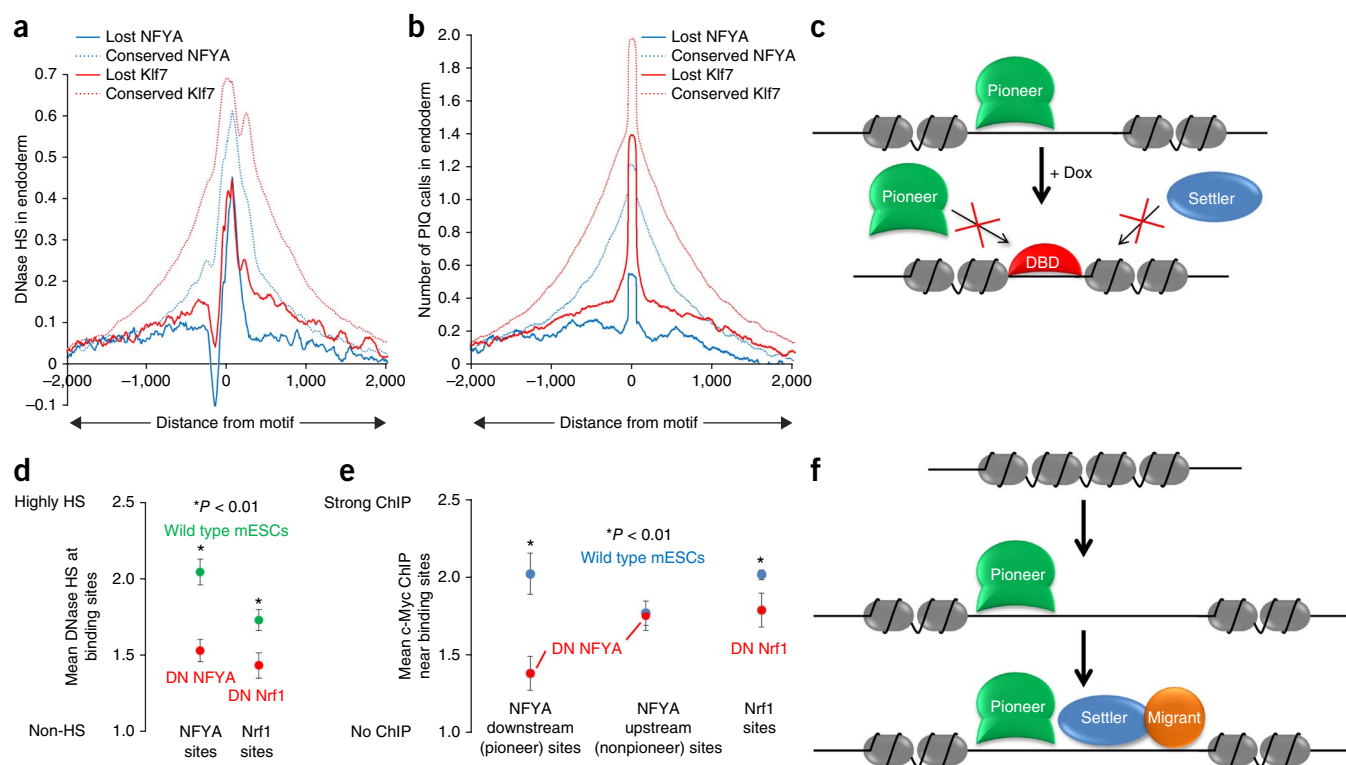 a
Lost NFYA
Conserved NFYA
Lost Klf7
Conserved Klf7
DNase HS in endoderm
0.7
0.6
0.5
0.4
0.3
0.2
0.1
0
–0.1
–2,000
–1,000
0
1,000
2,000
Distance from motif
b
Lost NFYA
Conserved NFYA
Lost Klf7
Conserved Klf7
Number of PIQ calls in endoderm
2.0
1.8
1.6
1.4
1.2
1.0
0.8
0.6
0.4
0.2
0
–2,000
–1,000
0
1,000
2,000
Distance from motif
c
Pioneer
+ Dox
Pioneer
Settler
DBD
d
Highly HS
Mean DNase HS at
binding sites
Non-HS
2.5
2.0
1.5
1.0
*P < 0.01
Wild type mESCs
*
*
DN NFYA
DN Nrf1
NFYA
sites
Nrf1
sites
e
Strong ChIP
Mean c-Myc ChIP
near binding sites
No ChIP
2.5
2.0
1.5
1.0
*P < 0.01
Wild type mESCs
*
*
DN NFYA
DN Nrf1
NFYA
downstream
(pioneer) sites
NFYA
upstream
(nonpioneer) sites
Nrf1
sites
f
Pioneer
Pioneer
Settler
Migrant